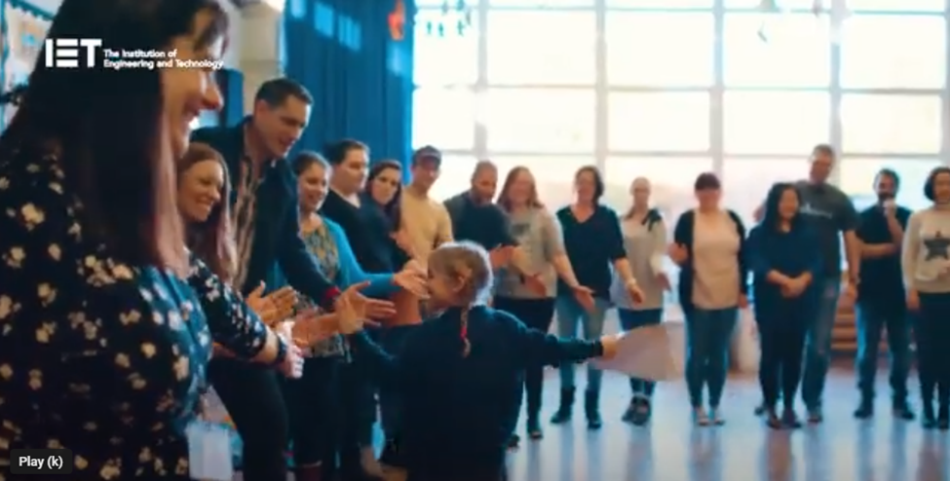 IET The Institution of
Engineering and Technology
Play (k)